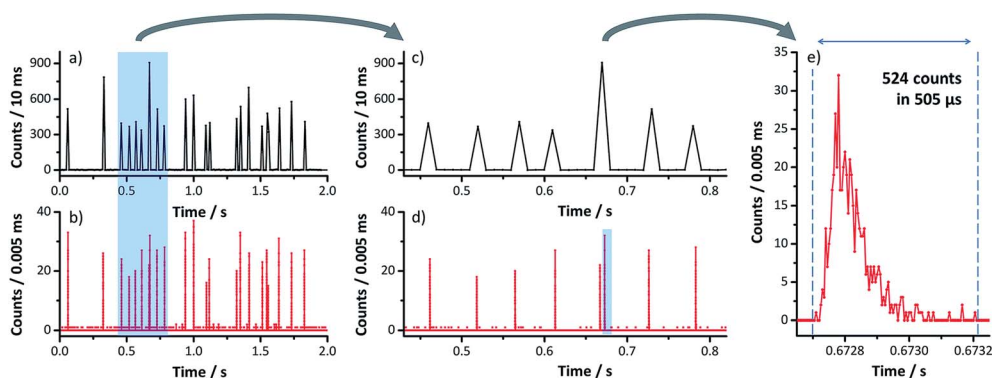 a)
Counts / 10 ms
900
600
300
0
0.0 0.5 1.0 1.5 2.0
Time / s
c)
Counts / 10 ms
900
600
300
0
0.5 0.6 0.7 0.8
Time / s
b)
Counts / 0.005 ms
40
20
0
0.0 0.5 1.0 1.5 2.0
Time / s
d)
Counts / 0.005 ms
40
20
0
0.5 0.6 0.7 0.8
Time / s
e)
524 counts
in 505 µs
Counts / 0.005 ms
35
30
25
20
15
10
5
0
0.6728 0.6730 0.6732
Time / s